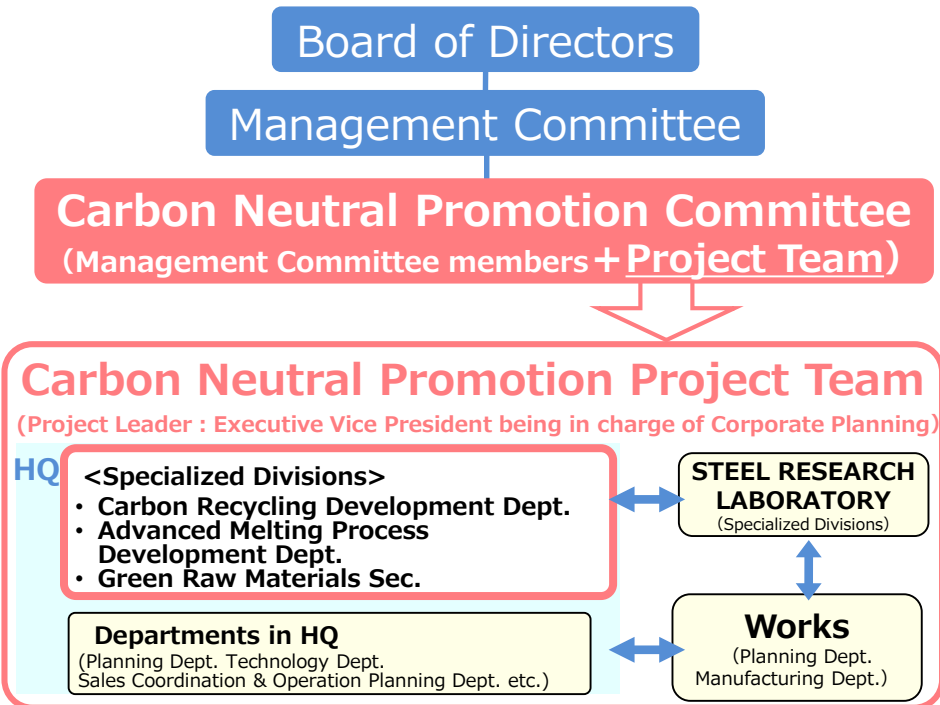 Board of Directors
Management Committee
Carbon Neutral Promotion Committee
(Management Committee members＋Project Team)
Carbon Neutral Promotion Project Team
(Project Leader : Executive Vice President being in charge of Corporate Planning)
HQ
<Specialized Divisions>
・ Carbon Recycling Development Dept.
・ Advanced Melting Process
Development Dept.
・ Green Raw Materials Sec.
STEEL RESEARCH
LABORATORY
(Specialized Divisions)
Departments in HQ
(Planning Dept. Technology Dept.
Sales Coordination & Operation Planning Dept. etc.)
Works
(Planning Dept.
Manufacturing Dept.)